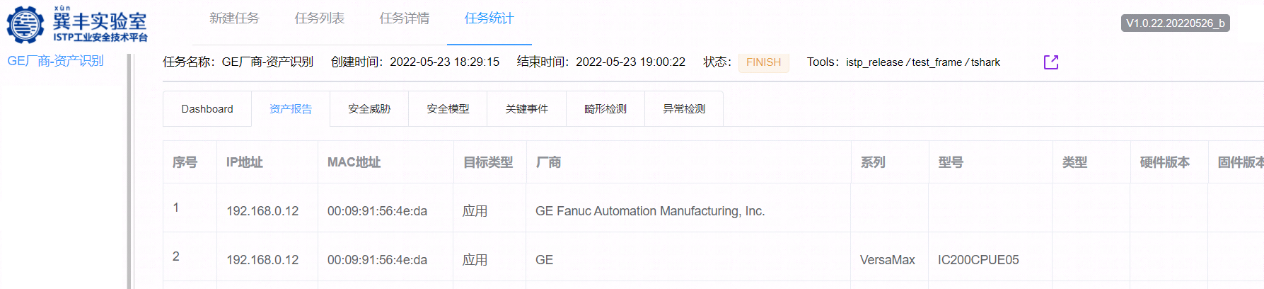 xùn
巽丰实验室
ISTP工业安全技术平台
新建任务 任务列表 任务详情 任务统计
V1.0.22.20220526_b
GE厂商-资产识别
任务名称: GE厂商-资产识别 创建时间: 2022-05-23 18:29:15 结束时间: 2022-05-23 19:00:22 状态: FINISH Tools: istp_release / test_frame / tshark
Dashboard 资产报告 安全威胁 安全模型 关键事件 畸形检测 异常检测
序号 IP地址 MAC地址 目标类型 厂商 系列 型号 类型 硬件版本 固件版本
1 192.168.0.12 00:09:91:56:4e:da 应用 GE Fanuc Automation Manufacturing, Inc.
2 192.168.0.12 00:09:91:56:4e:da 应用 GE VersaMax IC200CPUE05